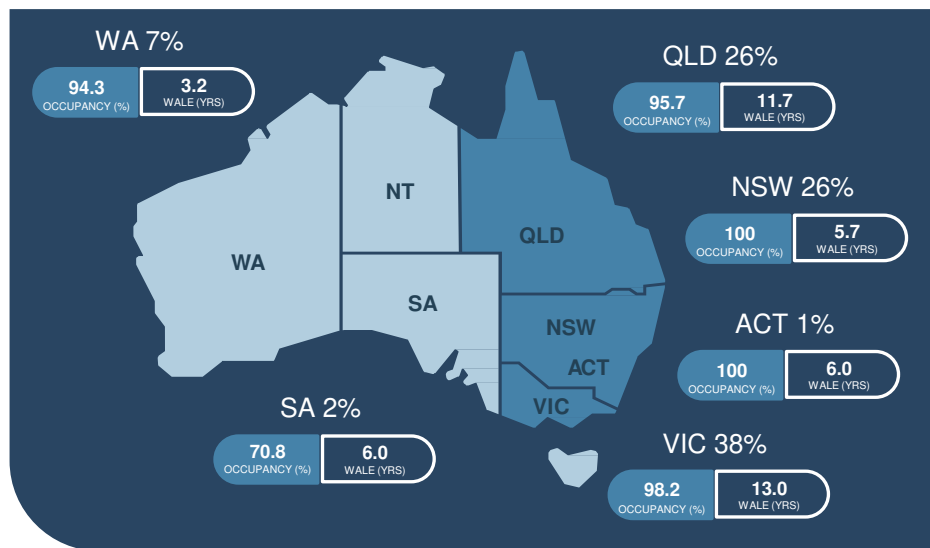 WA 7%
94.3
OCCUPANCY (%)
3.2
WALE (YRS)
QLD 26%
95.7
OCCUPANCY (%)
11.7
WALE (YRS)
NSW 26%
100
OCCUPANCY (%)
5.7
WALE (YRS)
ACT 1%
100
OCCUPANCY (%)
6.0
WALE (YRS)
VIC 38%
98.2
OCCUPANCY (%)
13.0
WALE (YRS)
SA 2%
70.8
OCCUPANCY (%)
6.0
WALE (YRS)
NT
QLD
WA
SA
NSW
ACT
VIC